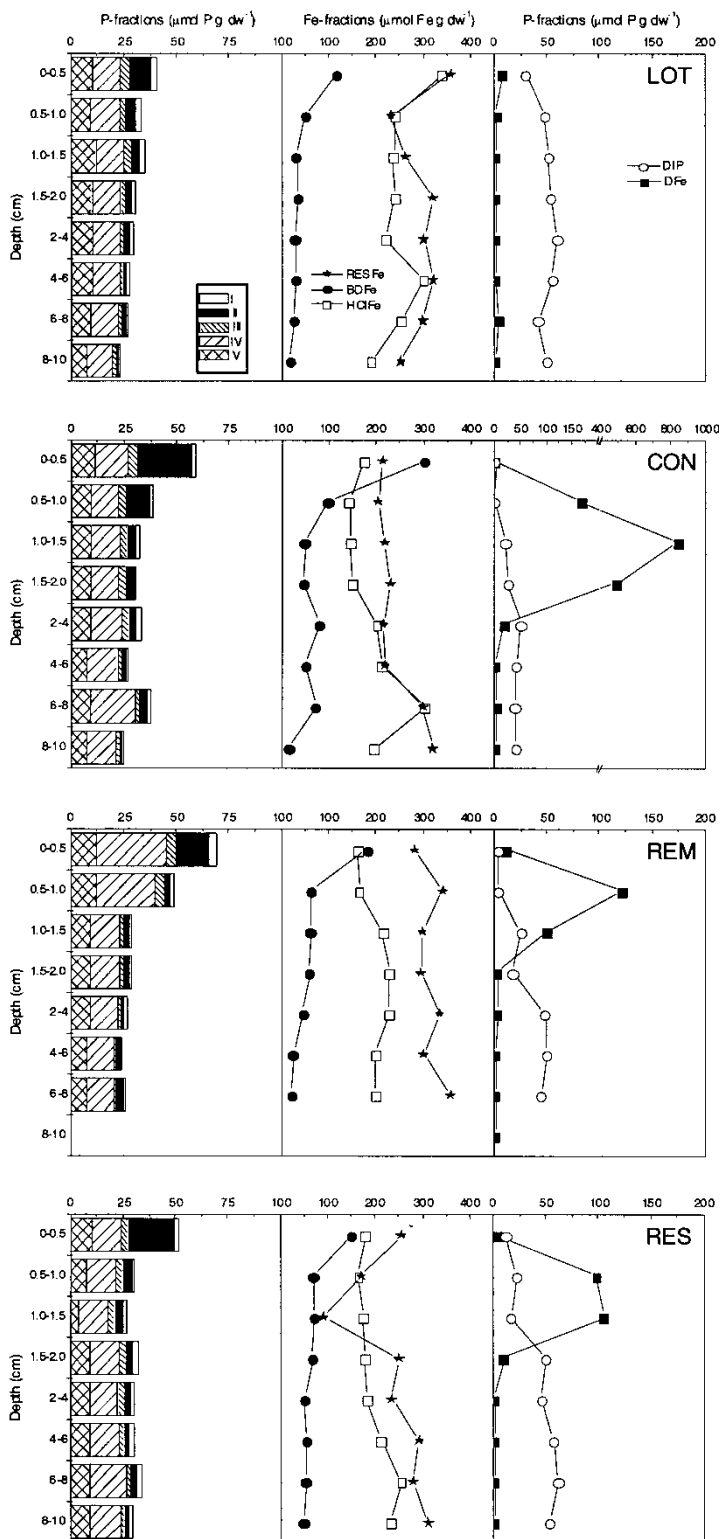 P-fractions (μmol P g dw⁻¹) Fe-fractions (μmol Fe g dw⁻¹) P-fractions (μmol P g dw⁻¹)
0 25 50 75 100 100 200 300 400 0 50 100 150 200
LOT
Depth (cm)
0-0.5
0.5-1.0
1.0-1.5
1.5-2.0
2-4
4-6
6-8
8-10
I
II
III
IV
V
RESFe
BDFe
HClFe
DIP
DFe
0 25 50 75 100 100 200 300 400 0 50 100 150 400 600 800 1000
CON
Depth (cm)
0-0.5
0.5-1.0
1.0-1.5
1.5-2.0
2-4
4-6
6-8
8-10
0 25 50 75 100 100 200 300 400 0 50 100 150 200
REM
Depth (cm)
0-0.5
0.5-1.0
1.0-1.5
1.5-2.0
2-4
4-6
6-8
8-10
0 25 50 75 100 100 200 300 400 0 50 100 150 200
RES
Depth (cm)
0-0.5
0.5-1.0
1.0-1.5
1.5-2.0
2-4
4-6
6-8
8-10